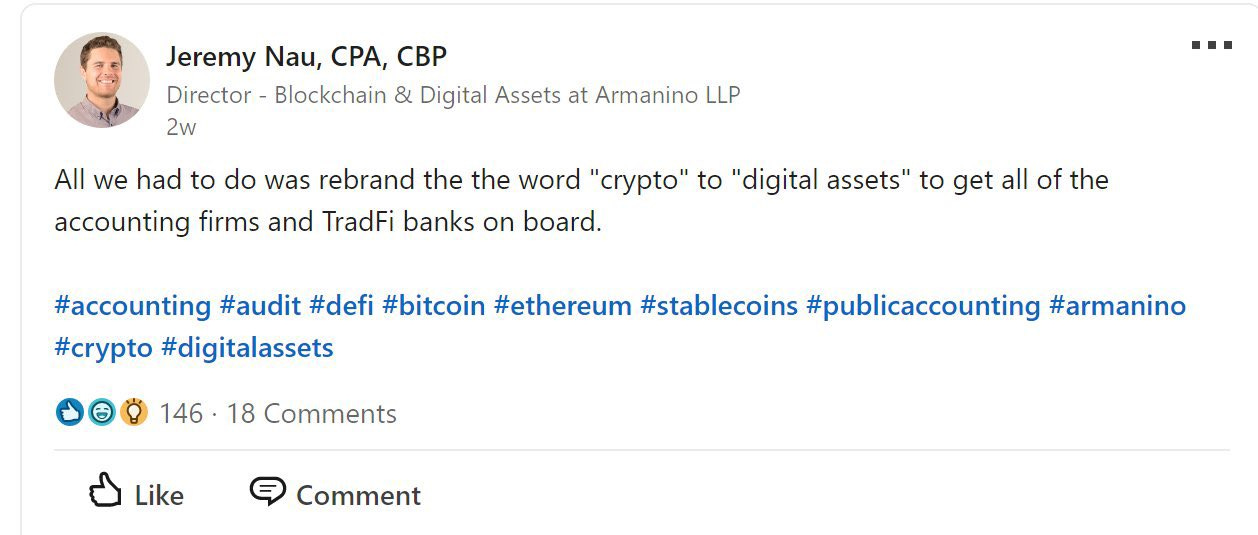 Jeremy Nau, CPA, CBP
Director - Blockchain & Digital Assets at Armanino LLP
2w
All we had to do was rebrand the the word "crypto" to "digital assets" to get all of the
accounting firms and TradFi banks on board.
#accounting #audit #defi #bitcoin #ethereum #stablecoins #publicaccounting #armanino
#crypto #digitalassets
146 · 18 Comments
Like Comment